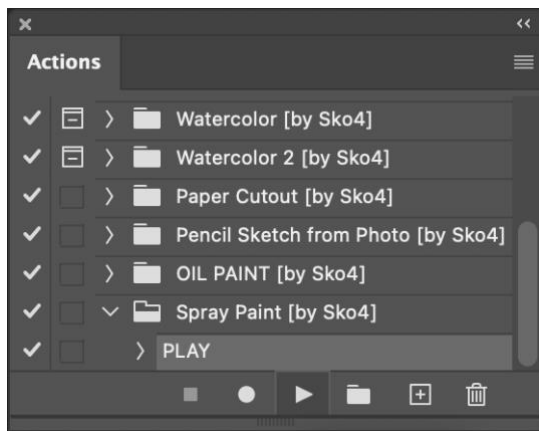 Actions
Watercolor [by Sko4]
Watercolor 2 [by Sko4]
Paper Cutout [by Sko4]
Pencil Sketch from Photo [by Sko4]
OIL PAINT [by Sko4]
Spray Paint [by Sko4]
PLAY